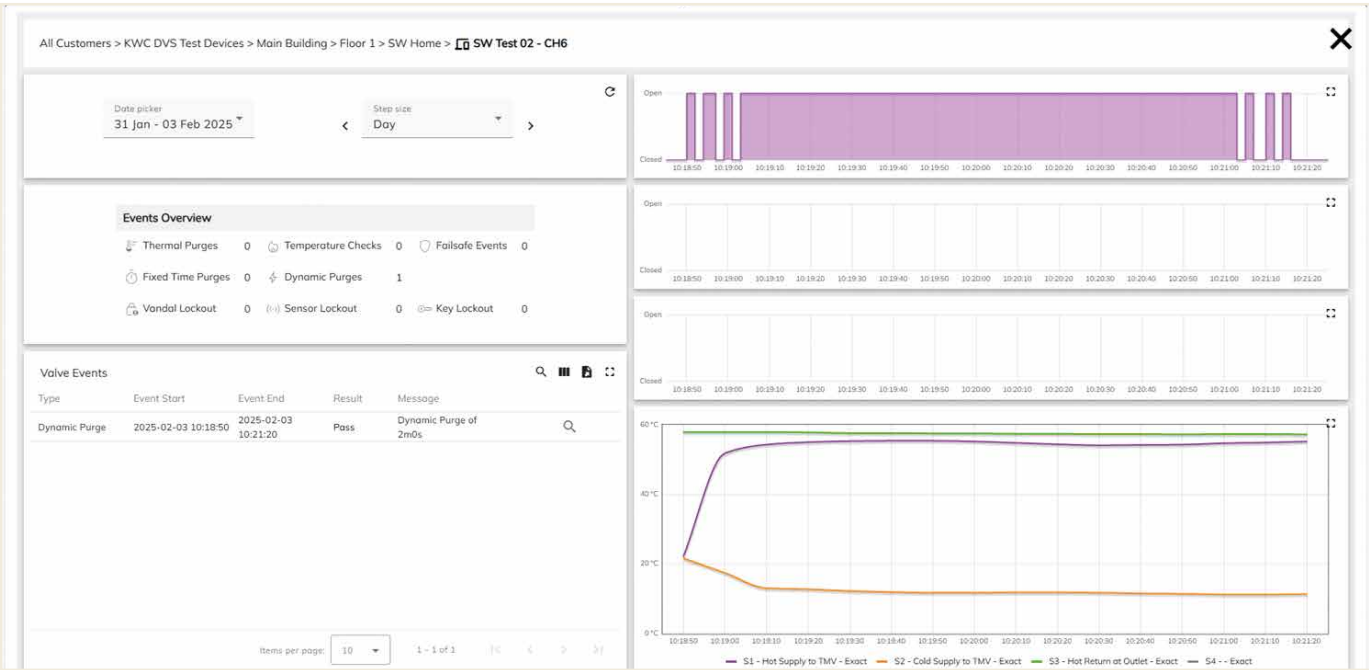 All Customers > KWC DVS Test Devices > Main Building > Floor 1 > SW Home > SW Test 02 - CH6
Date picker
31 Jan - 03 Feb 2025
Step size
Day
Events Overview
Thermal Purges 0 Temperature Checks 0 Failsafe Events 0
Fixed Time Purges 0 Dynamic Purges 1
Vandal Lockout 0 Sensor Lockout 0 Key Lockout 0
Valve Events
Type Event Start Event End Result Message
Dynamic Purge 2025-02-03 10:18:50 2025-02-03 10:21:20 Pass Dynamic Purge of 2m0s
Items per page: 10 1 - 1 of 1
Open
Closed
10:18:50 10:19:00 10:19:10 10:19:20 10:19:30 10:19:40 10:19:50 10:20:00 10:20:10 10:20:20 10:20:30 10:20:40 10:20:50 10:21:00 10:21:10 10:21:20
Open
Closed
10:18:50 10:19:00 10:19:10 10:19:20 10:19:30 10:19:40 10:19:50 10:20:00 10:20:10 10:20:20 10:20:30 10:20:40 10:20:50 10:21:00 10:21:10 10:21:20
Open
Closed
10:18:50 10:19:00 10:19:10 10:19:20 10:19:30 10:19:40 10:19:50 10:20:00 10:20:10 10:20:20 10:20:30 10:20:40 10:20:50 10:21:00 10:21:10 10:21:20
60°C
40°C
20°C
0°C
10:18:50 10:19:00 10:19:10 10:19:20 10:19:30 10:19:40 10:19:50 10:20:00 10:20:10 10:20:20 10:20:30 10:20:40 10:20:50 10:21:00 10:21:10 10:21:20
S1 - Hot Supply to TMV - Exact S2 - Cold Supply to TMV - Exact S3 - Hot Return at Outlet - Exact S4 - - Exact